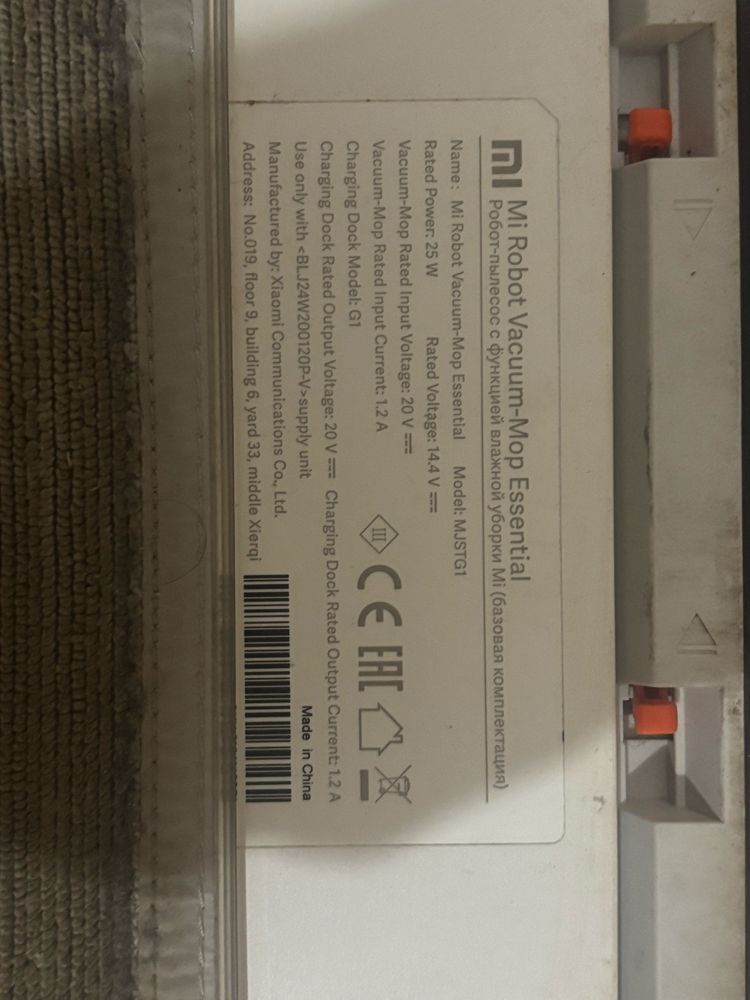 mi Mi Robot Vacuum-Mop Essential
Робот-пылесос с функцией влажной уборки Mi (базовая комплектация)
Name: Mi Robot Vacuum-Mop Essential Model: MJSTG1
Rated Power: 25 W Rated Voltage: 14.4 V ⎓
Vacuum-Mop Rated Input Voltage: 20 V ⎓
Vacuum-Mop Rated Input Current: 1.2 A
Charging Dock Model: G1
Charging Dock Rated Output Voltage: 20 V ⎓ Charging Dock Rated Output Current: 1.2 A
Use only with <BLJ24W200120P-V>supply unit
Manufactured by: Xiaomi Communications Co., Ltd.
Address: No.019, floor 9, building 6, yard 33, middle Xierqi
III CE EAC
Made in China